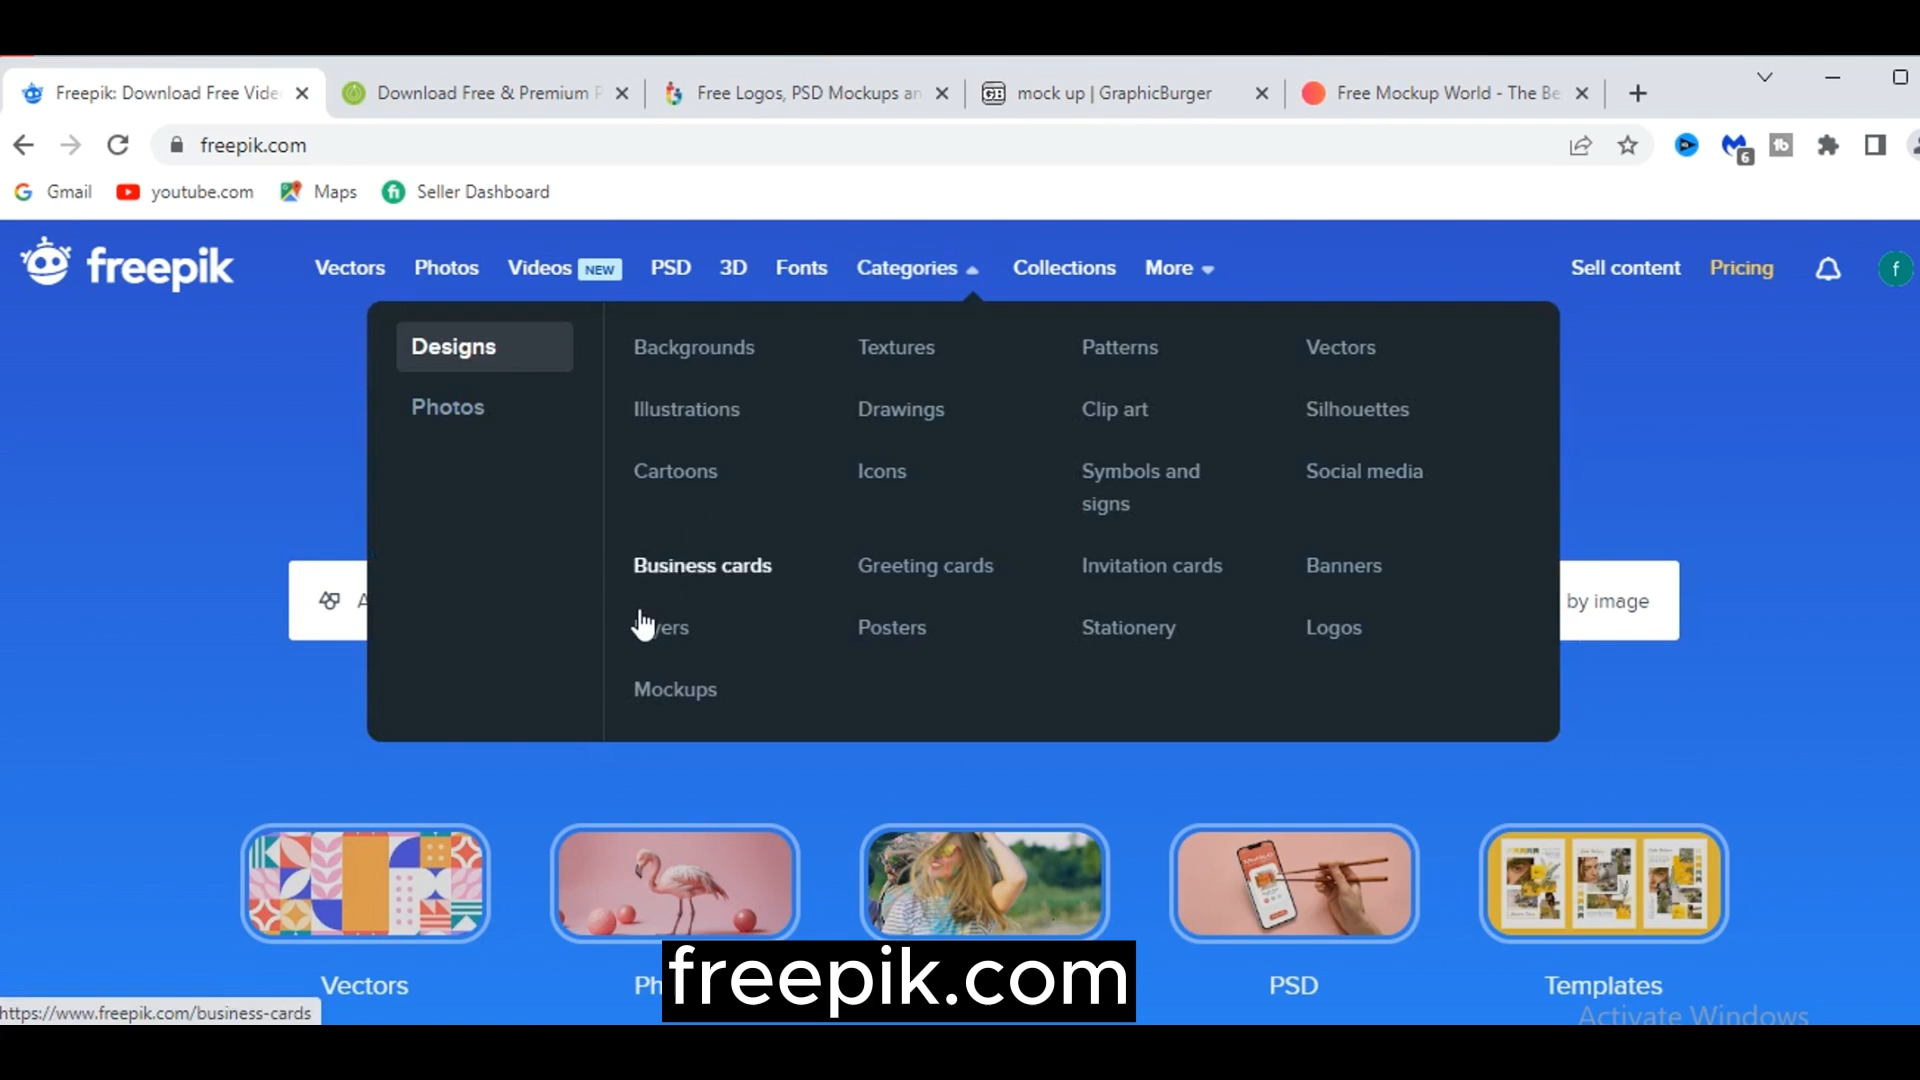 Freepik: Download Free Vide
Download Free & Premium P
Free Logos, PSD Mockups an
mock up | GraphicBurger
Free Mockup World - The Be
freepik.com
6
Gmail
youtube.com
Maps
Seller Dashboard
freepik
Vectors
Photos
Videos NEW
PSD
3D
Fonts
Categories
Collections
More
Sell content
Pricing
f
Designs
Photos
Backgrounds
Textures
Patterns
Vectors
Illustrations
Drawings
Clip art
Silhouettes
Cartoons
Icons
Symbols and
signs
Social media
Business cards
Greeting cards
Invitation cards
Banners
A
by image
yers
Posters
Stationery
Logos
Mockups
Vectors
Ph
PSD
Templates
freepik.com
https://www.freepik.com/business-cards
Activate Windows